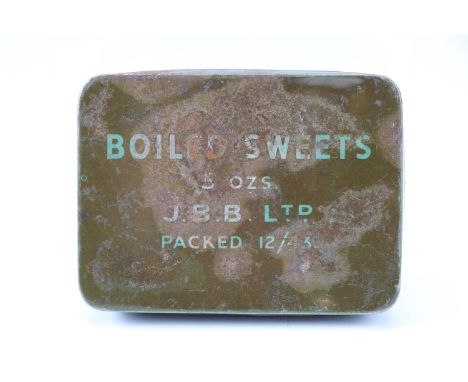 BOILED SWEETS
OZS.
J.B.B. LTD
PACKED